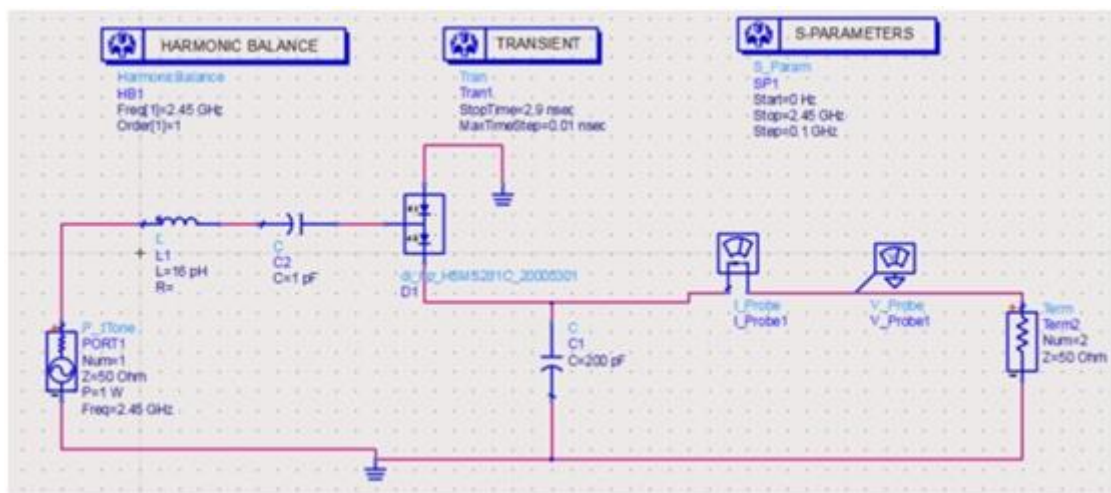 HARMONIC BALANCE
HarmonicBalance
HB1
Freq[1]=2.45 GHz
Order[1]=1
TRANSIENT
Tran
Tran1
StopTime=2.9 nsec
MaxTimeStep=0.01 nsec
S-PARAMETERS
S_Param
SP1
Start=0 Hz
Stop=2.45 GHz
Step=0.1 GHz
L
L1
L=16 pH
R=
C
C2
C=1 pF
D1
P_1Tone
PORT1
Num=1
Z=50 Ohm
P=1 W
Freq=2.45 GHz
C
C1
C=200 pF
I_Probe
I_Probe1
V_Probe
V_Probe1
Term
Term2
Num=2
Z=50 Ohm